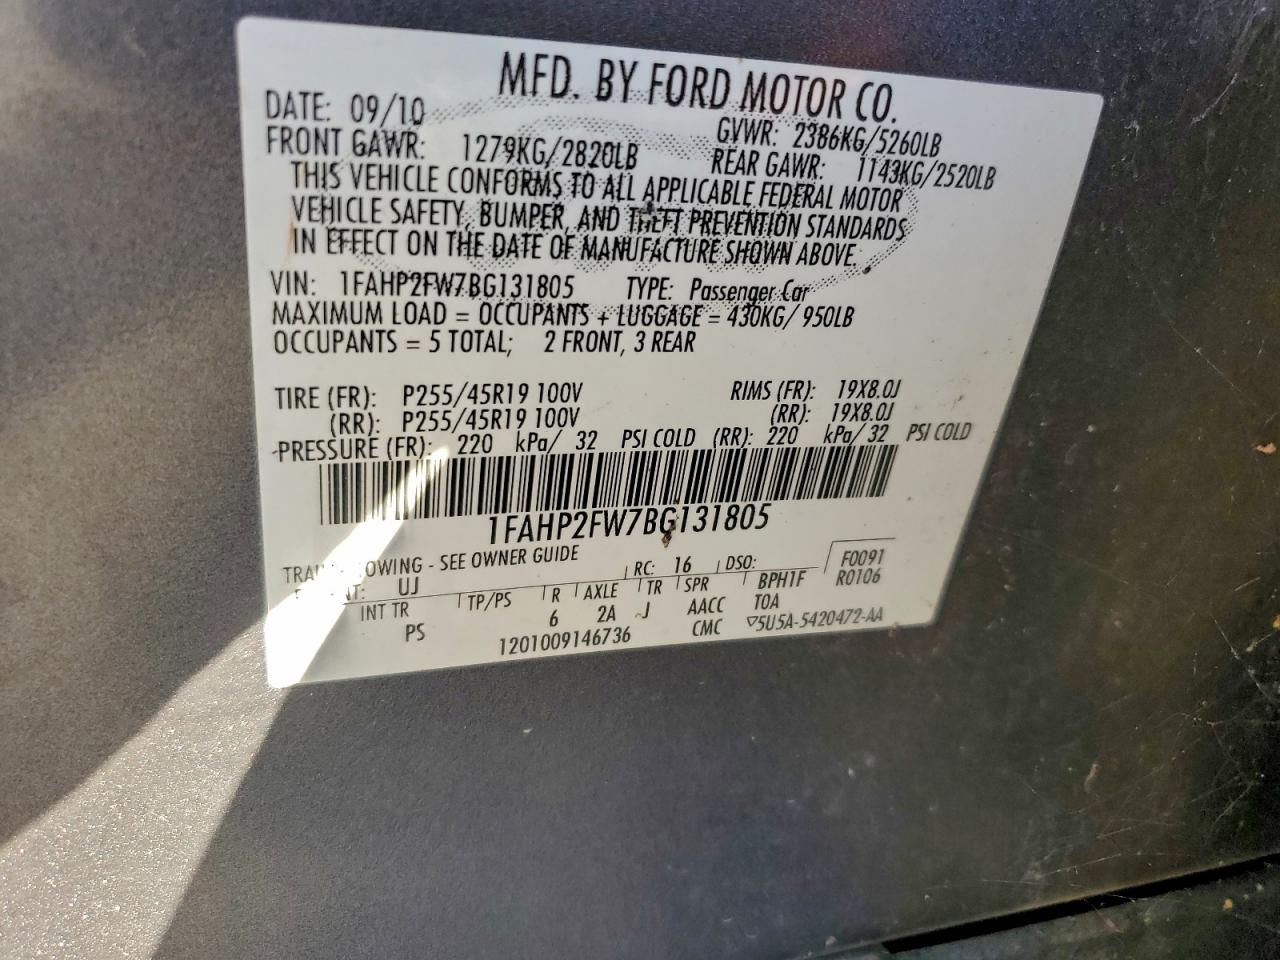 MFD. BY FORD MOTOR CO.
DATE: 09/10 GVWR: 2386KG/5260LB
FRONT GAWR: 1279KG/2820LB REAR GAWR: 1143KG/2520LB
THIS VEHICLE CONFORMS TO ALL APPLICABLE FEDERAL MOTOR
VEHICLE SAFETY, BUMPER, AND THEFT PREVENTION STANDARDS
IN EFFECT ON THE DATE OF MANUFACTURE SHOWN ABOVE.
VIN: 1FAHP2FW7BG131805 TYPE: Passenger Car
MAXIMUM LOAD = OCCUPANTS + LUGGAGE = 430KG/ 950LB
OCCUPANTS = 5 TOTAL; 2 FRONT, 3 REAR
TIRE (FR): P255/45R19 100V RIMS (FR): 19X8.0J
(RR): P255/45R19 100V (RR): 19X8.0J
PRESSURE (FR): 220 kPa/ 32 PSI COLD (RR): 220 kPa/ 32 PSI COLD
1FAHP2FW7BG131805
OWING - SEE OWNER GUIDE RC: 16 DSO: F0091
UJ R0106
INT TR TP/PS R AXLE TR SPR BPH1F
PS 6 2A J AACC TOA
1201009146736 CMC ▽5U5A-5420472-AA